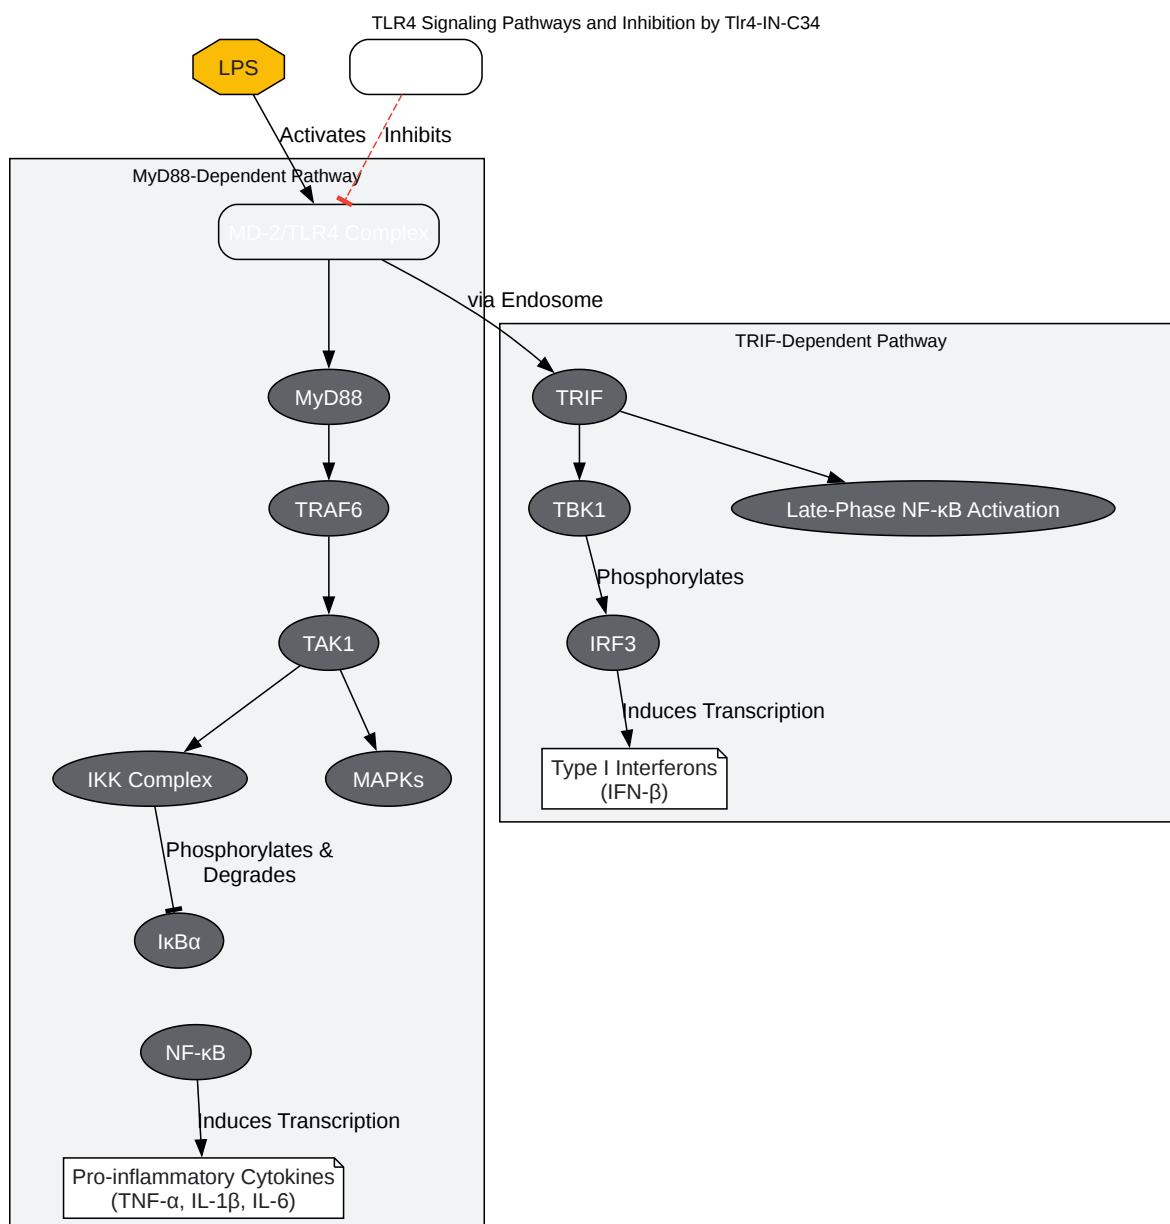 TLR4 Signaling Pathways and Inhibition by Tlr4-IN-C34
LPS
Activates
Inhibits
MyD88-Dependent Pathway
MD-2/TLR4 Complex
via Endosome
TRIF-Dependent Pathway
MyD88
TRIF
TRAF6
TBK1
Late-Phase NF-κB Activation
Phosphorylates
TAK1
IRF3
Induces Transcription
IKK Complex
MAPKs
Type I Interferons
(IFN-β)
Phosphorylates &
Degrades
IκBα
NF-κB
Induces Transcription
Pro-inflammatory Cytokines
(TNF-α, IL-1β, IL-6)